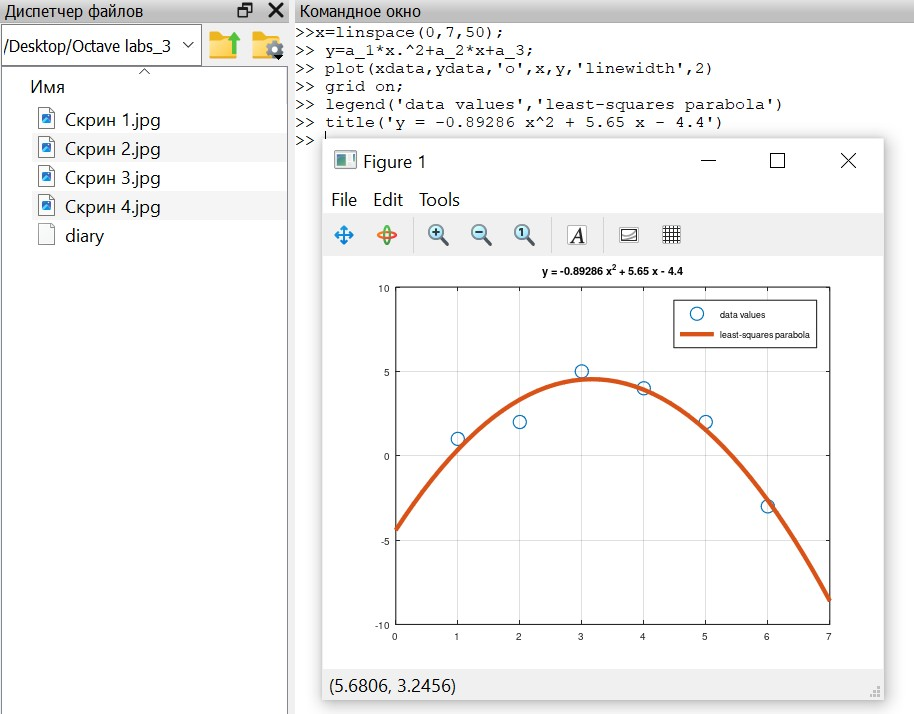 Диспетчер файлов
/Desktop/Octave labs_3
Имя
Скрин 1.jpg
Скрин 2.jpg
Скрин 3.jpg
Скрин 4.jpg
diary
Командное окно
>>x=linspace(0,7,50);
>> y=a_1*x.^2+a_2*x+a_3;
>> plot(xdata,ydata,'o',x,y,'linewidth',2)
>> grid on;
>> legend('data values','least-squares parabola')
>> title('y = -0.89286 x^2 + 5.65 x - 4.4')
>>
Figure 1
File Edit Tools
1 A
y = -0.89286 x² + 5.65 x - 4.4
data values
least-squares parabola
10
5
0
-5
-10
0 1 2 3 4 5 6 7
(5.6806, 3.2456)